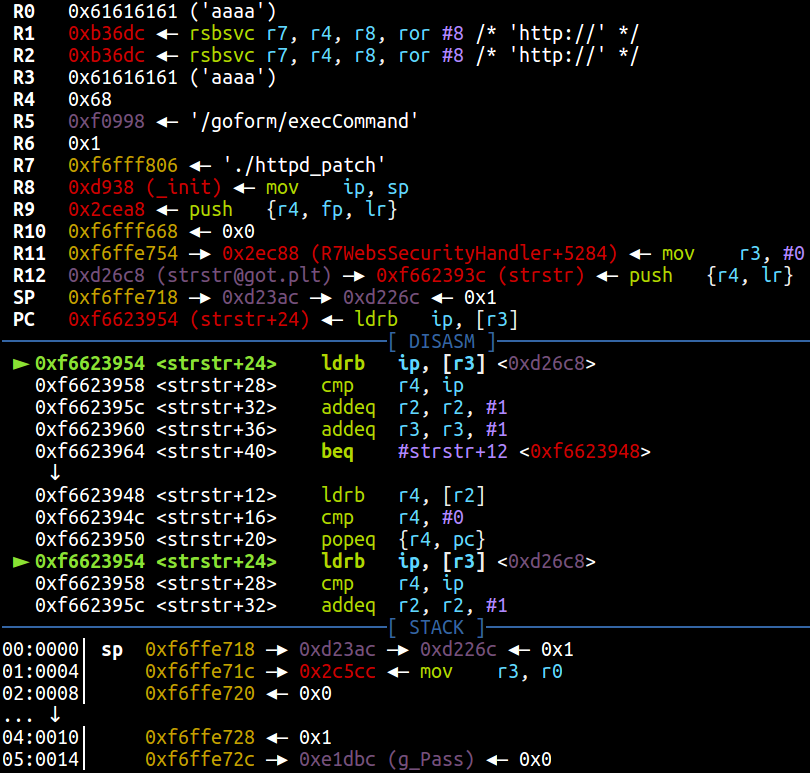 R0 0x61616161 ('aaaa')
R1 0xb36dc ◂— rsbsvc r7, r4, r8, ror #8 /* 'http://' */
R2 0xb36dc ◂— rsbsvc r7, r4, r8, ror #8 /* 'http://' */
R3 0x61616161 ('aaaa')
R4 0x68
R5 0xf0998 ◂— '/goform/execCommand'
R6 0x1
R7 0xf6fff806 ◂— './httpd_patch'
R8 0xd938 (_init) ◂— mov ip, sp
R9 0x2cea8 ◂— push {r4, fp, lr}
R10 0xf6fff668 ◂— 0x0
R11 0xf6ffe754 —▸ 0x2ec88 (R7WebsSecurityHandler+5284) ◂— mov r3, #0
R12 0xd26c8 (strstr@got.plt) —▸ 0xf662393c (strstr) ◂— push {r4, lr}
SP 0xf6ffe718 —▸ 0xd23ac —▸ 0xd226c ◂— 0x1
PC 0xf6623954 (strstr+24) ◂— ldrb ip, [r3]
[ DISASM ]
► 0xf6623954 <strstr+24> ldrb ip, [r3] <0xd26c8>
0xf6623958 <strstr+28> cmp r4, ip
0xf662395c <strstr+32> addeq r2, r2, #1
0xf6623960 <strstr+36> addeq r3, r3, #1
0xf6623964 <strstr+40> beq #strstr+12 <0xf6623948>
↓
0xf6623948 <strstr+12> ldrb r4, [r2]
0xf662394c <strstr+16> cmp r4, #0
0xf6623950 <strstr+20> popeq {r4, pc}
► 0xf6623954 <strstr+24> ldrb ip, [r3] <0xd26c8>
0xf6623958 <strstr+28> cmp r4, ip
0xf662395c <strstr+32> addeq r2, r2, #1
[ STACK ]
00:0000│ sp 0xf6ffe718 —▸ 0xd23ac —▸ 0xd226c ◂— 0x1
01:0004│ 0xf6ffe71c —▸ 0x2c5cc ◂— mov r3, r0
02:0008│ 0xf6ffe720 ◂— 0x0
... ↓
04:0010│ 0xf6ffe728 ◂— 0x1
05:0014│ 0xf6ffe72c —▸ 0xe1dbc (g_Pass) ◂— 0x0